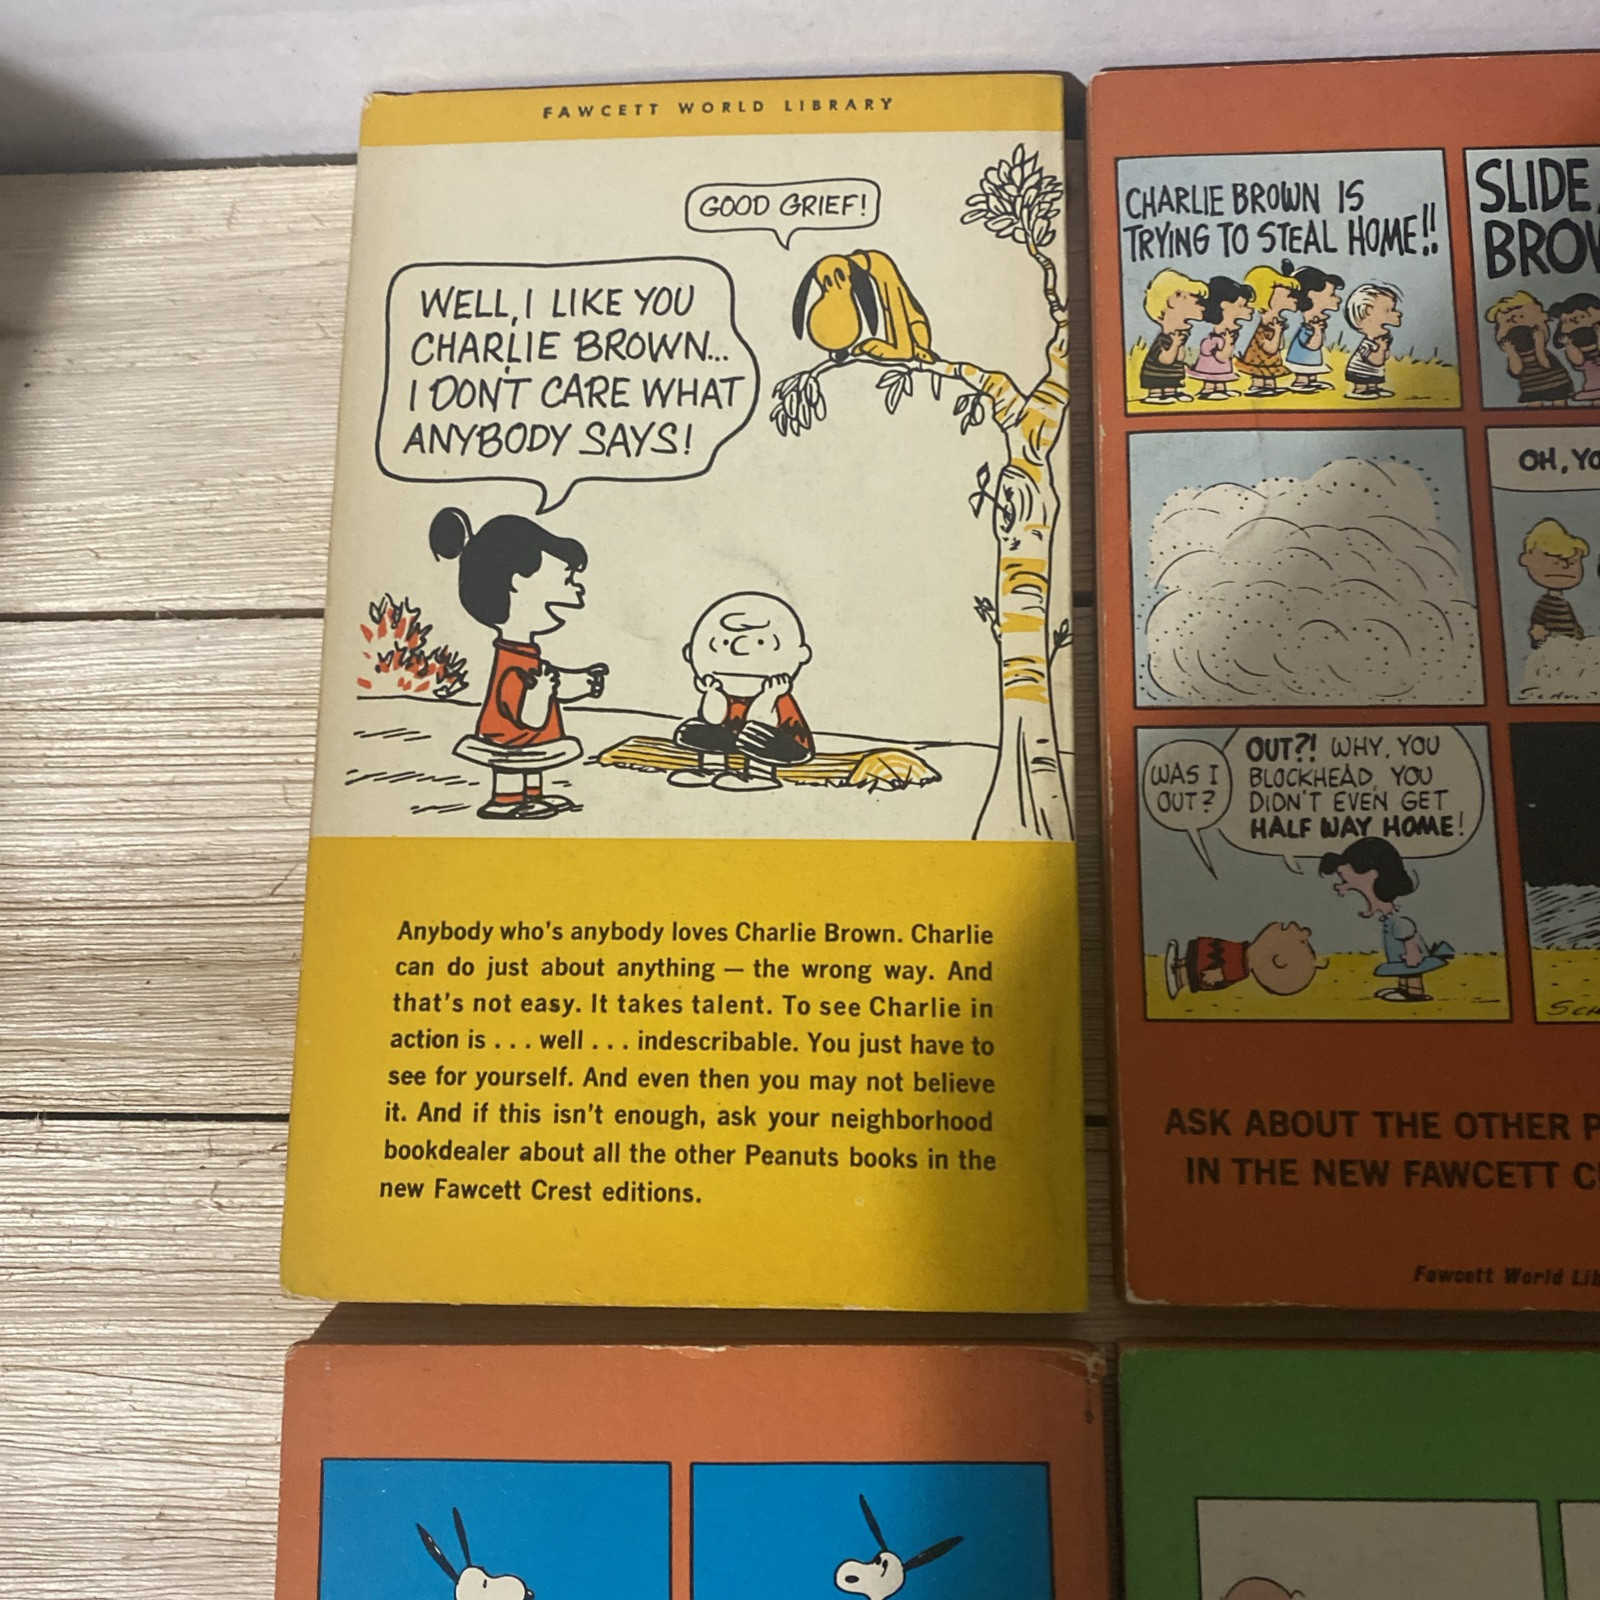 FAWCETT WORLD LIBRARY
GOOD GRIEF!
WELL, I LIKE YOU
CHARLIE BROWN...
I DON'T CARE WHAT
ANYBODY SAYS!
Anybody who's anybody loves Charlie Brown. Charlie
can do just about anything — the wrong way. And
that's not easy. It takes talent. To see Charlie in
action is . . . well . . . indescribable. You just have to
see for yourself. And even then you may not believe
it. And if this isn't enough, ask your neighborhood
bookdealer about all the other Peanuts books in the
new Fawcett Crest editions.
CHARLIE BROWN IS
TRYING TO STEAL HOME!!
SLIDE,
OH,
WAS I
OUT?
OUT?! WHY, YOU
BLOCKHEAD, YOU
DIDN'T EVEN GET
HALF WAY HOME!
ASK ABOUT THE OTHER
IN THE NEW FAWCETT
Fawcett World